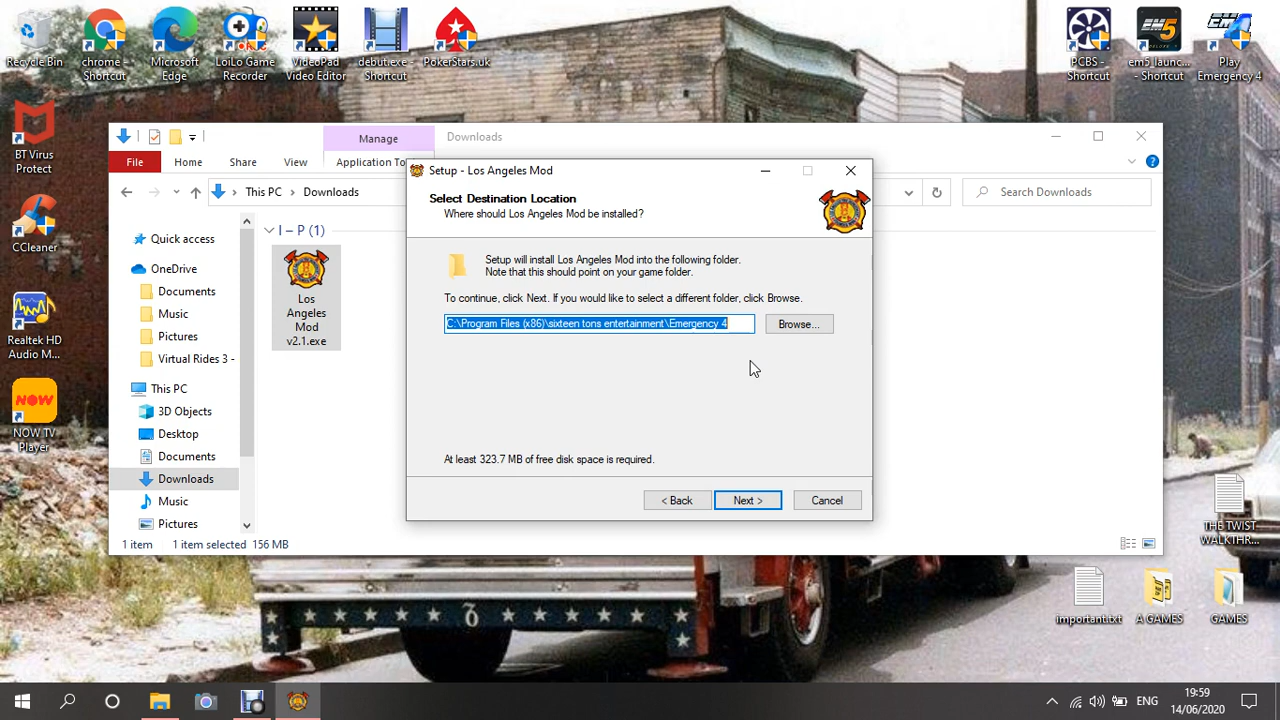 Recycle Bin
chrome - Shortcut
Microsoft Edge
LoiLo Game Recorder
VideoPad Video Editor
debut.exe - Shortcut
PokerStars.uk
PCBS - Shortcut
em5_launc... - Shortcut
Play Emergency 4
BT Virus Protect
CCleaner
Realtek HD Audio M...
NOW
NOW TV Player
Manage
Downloads
File
Home
Share
View
Application To
This PC
Downloads
Search Downloads
Quick access
OneDrive
Documents
Music
Pictures
Virtual Rides 3 -
This PC
3D Objects
Desktop
Documents
Downloads
Music
Pictures
I – P (1)
Los Angeles Mod v2.1.exe
1 item
1 item selected 156 MB
Setup - Los Angeles Mod
Select Destination Location
Where should Los Angeles Mod be installed?
Setup will install Los Angeles Mod into the following folder.
Note that this should point on your game folder.
To continue, click Next. If you would like to select a different folder, click Browse.
C:\Program Files (x86)\sixteen tons entertainment\Emergency 4
Browse...
At least 323.7 MB of free disk space is required.
< Back
Next >
Cancel
THE TWIST WALKTHR...
important.txt
A GAMES
GAMES
ENG
19:59
14/06/2020